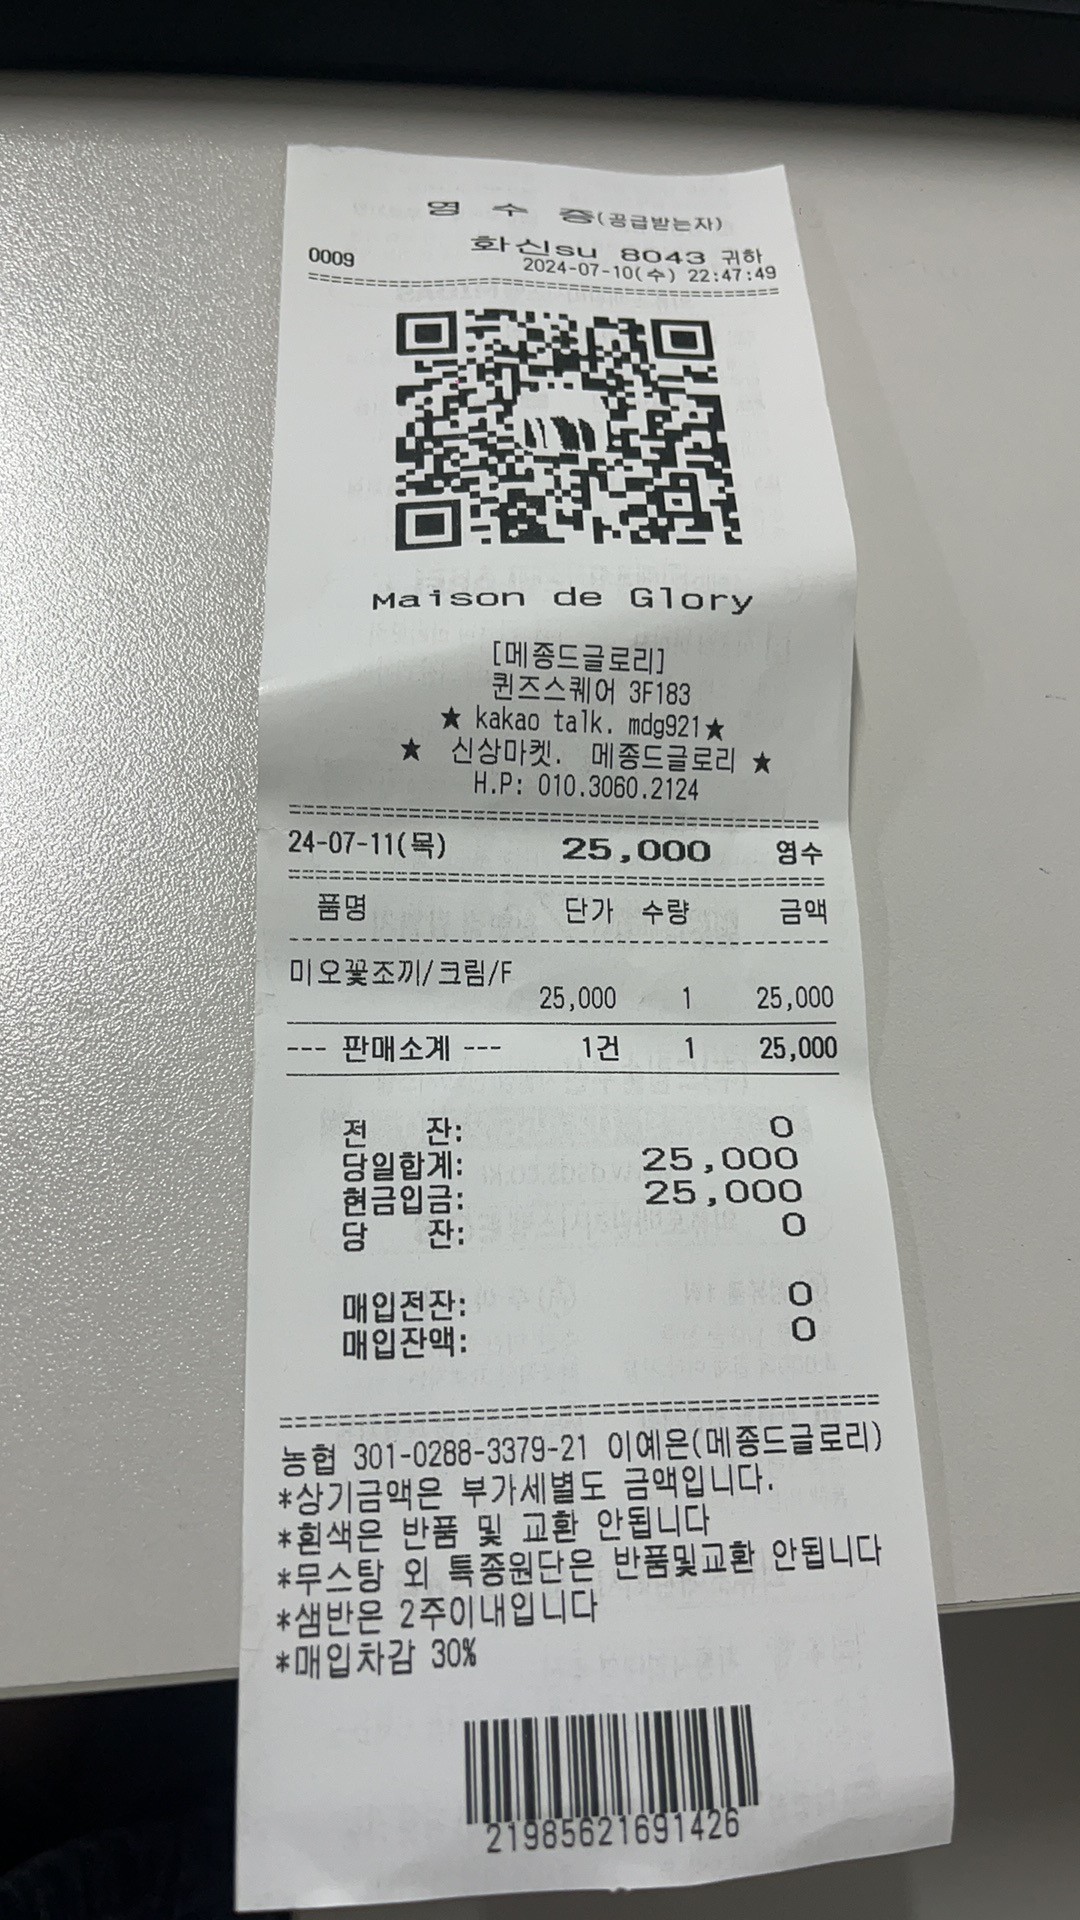 영 수 증(공급받는자)
화신su 8043 귀하
0009 2024-07-10(수) 22:47:49
Maison de Glory
[메종드글로리]
퀸즈스퀘어 3F183
★ kakao talk. mdg921★
★ 신상마켓. 메종드글로리 ★
H.P: 010.3060.2124
24-07-11(목) 25,000 영수
품명 단가 수량 금액
미오꽃조끼/크림/F
25,000 1 25,000
--- 판매소계 --- 1건 1 25,000
전 잔: 0
당일합계: 25,000
현금입금: 25,000
당 잔: 0
매입전잔: 0
매입잔액: 0
농협 301-0288-3379-21 이예은(메종드글로리)
*상기금액은 부가세별도 금액입니다.
*흰색은 반품 및 교환 안됩니다
*무스탕 외 특종원단은 반품및교환 안됩니다
*샘반은 2주이내입니다
*매입차감 30%
21985621691426